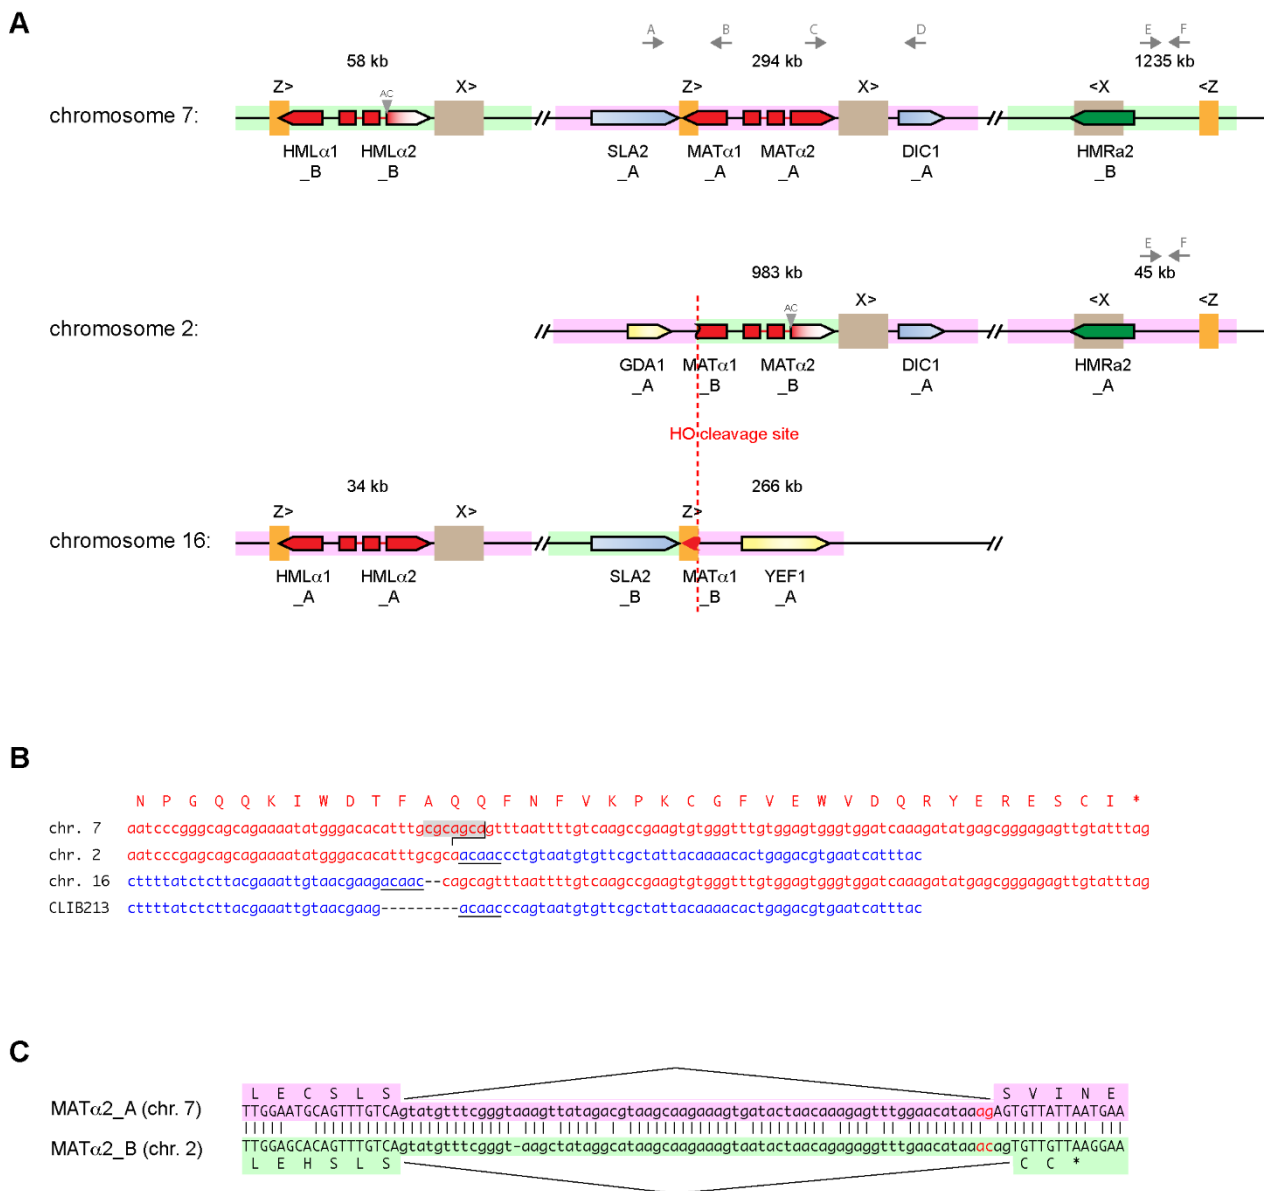 A
A B C D E F
58 kb 294 kb 1235 kb
Z> X> Z> X> <X <Z
AC
chromosome 7:
HMLα1 HMLα2 SLA2 MATα1 MATα2 DIC1 HMRa2
_B _B _A _A _A _A _B
E F
983 kb 45 kb
X> <X <Z
AC
chromosome 2:
GDA1 MATα1 MATα2 DIC1 HMRa2
_A _B _B _A _A
HO cleavage site
34 kb 266 kb
Z> X> Z>
chromosome 16:
HMLα1 HMLα2 SLA2 MATα1 YEF1
_A _A _B _B _A
B
N P G Q Q K I W D T F A Q Q F N F V K P K C G F V E W V D Q R Y E R E S C I *
chr. 7 aatcccgggcagcagaaaatatgggacacatttgcgcagcagtttaattttgtcaagccgaagtgtgggtttgtggagtgggtggatcaaagatatgagcgggagagttgtatttag
chr. 2 aatcccgagcagcagaaaatatgggacacatttgcgcaacaaccctgtaatgtgttcgctattacaaaacactgagacgtgaatcatttac
chr. 16 cttttatctcttacgaaattgtaacgaagacaac--cagcagtttaattttgtcaagccgaagtgtgggtttgtggagtgggtggatcaaagatatgagcgggagagttgtatttag
CLIB213 cttttatctcttacgaaattgtaacgaag---------acaacccagtaatgtgttcgctattacaaaacactgagacgtgaatcatttac
C
L E C S L S S V I N E
MATα2_A (chr. 7) TTGGAATGCAGTTTGTCAgtatgtttcgggtaaagttatagacgtaagcaagaaagtgatactaacaaagagtttggaacataaagAGTGTTATTAATGAA
MATα2_B (chr. 2) TTGGAGCACAGTTTGTCAgtatgtttcgggt-aagctataggcataagcaagaaagtaatactaacagagaggtttgaacataaacagTGTTGTTAAGGAA
L E H S L S C C *